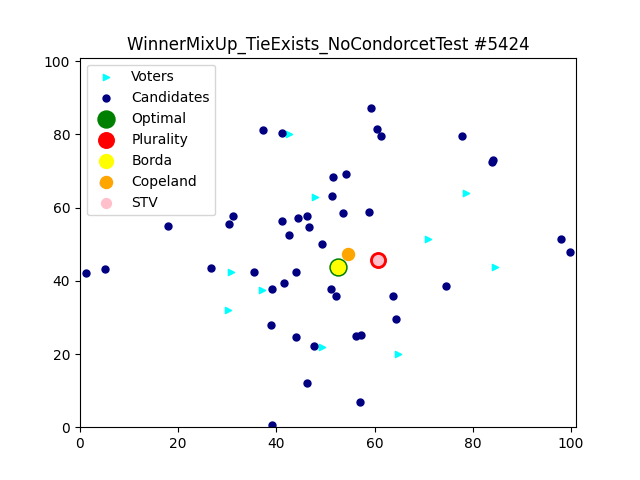 WinnerMixUp_TieExists_NoCondorcetTest #5424
100
80
60
40
20
0
Voters
Candidates
Optimal
Plurality
Borda
Copeland
STV
0 20 40 60 80 100